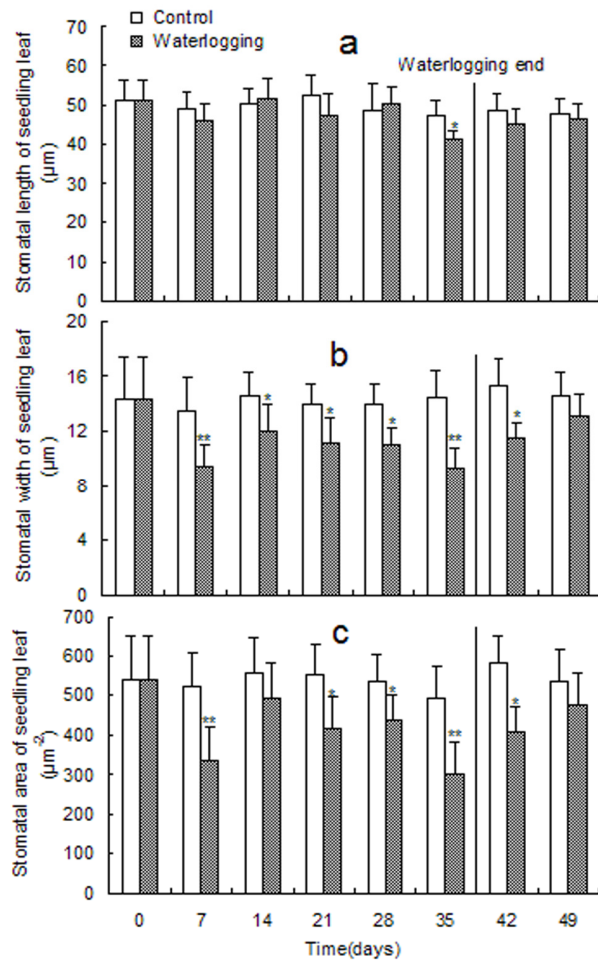 Control
Waterlogging
a
Waterlogging end
Stomatal length of seedling leaf
(μm)
70
60
50
40
30
20
10
0
*
b
Stomatal width of seedling leaf
(μm)
20
16
12
8
4
0
**
*
*
*
**
*
c
Stomatal area of seedling leaf
(μm⁻²)
700
600
500
400
300
200
100
0
**
*
*
**
*
0 7 14 21 28 35 42 49
Time(days)